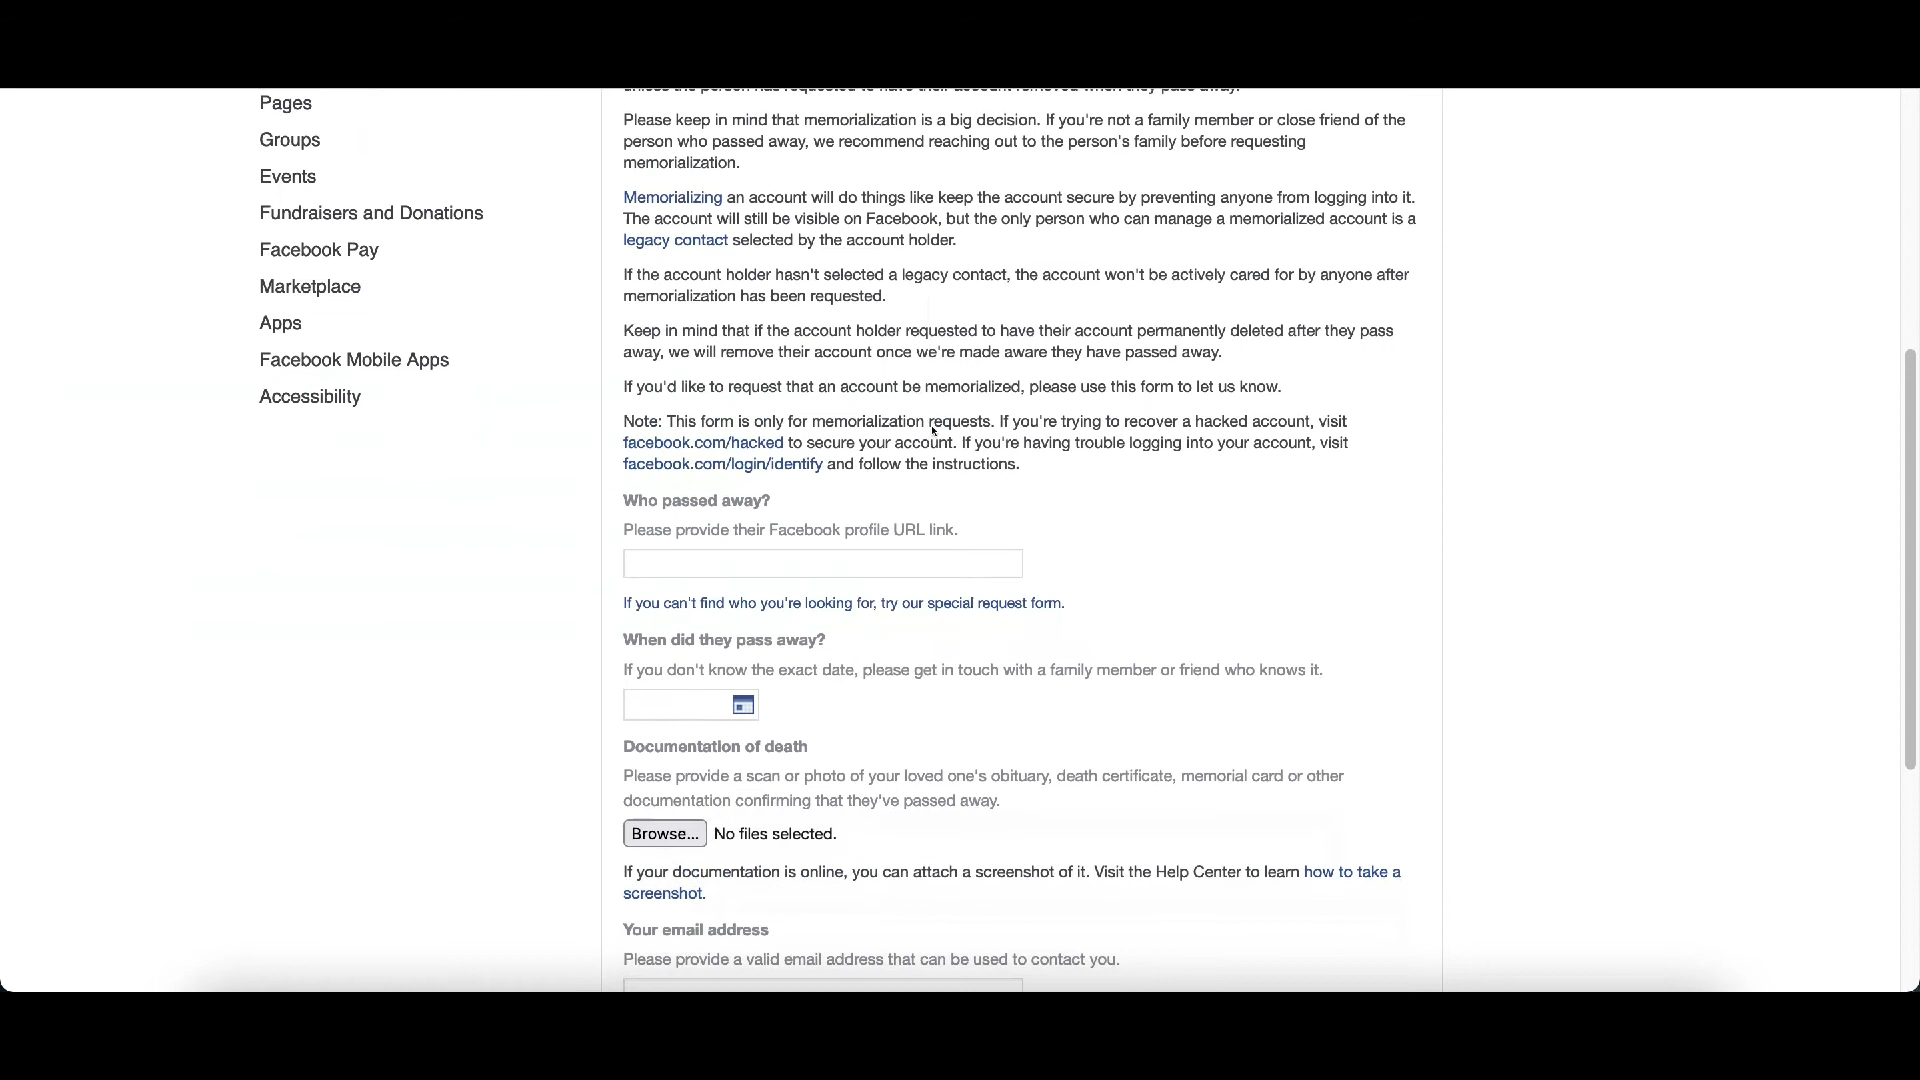 Pages
Groups
Events
Fundraisers and Donations
Facebook Pay
Marketplace
Apps
Facebook Mobile Apps
Accessibility
unless the person has requested to have their account removed when they pass away.
Please keep in mind that memorialization is a big decision. If you're not a family member or close friend of the
person who passed away, we recommend reaching out to the person's family before requesting
memorialization.
Memorializing an account will do things like keep the account secure by preventing anyone from logging into it.
The account will still be visible on Facebook, but the only person who can manage a memorialized account is a
legacy contact selected by the account holder.
If the account holder hasn't selected a legacy contact, the account won't be actively cared for by anyone after
memorialization has been requested.
Keep in mind that if the account holder requested to have their account permanently deleted after they pass
away, we will remove their account once we're made aware they have passed away.
If you'd like to request that an account be memorialized, please use this form to let us know.
Note: This form is only for memorialization requests. If you're trying to recover a hacked account, visit
facebook.com/hacked to secure your account. If you're having trouble logging into your account, visit
facebook.com/login/identify and follow the instructions.
Who passed away?
Please provide their Facebook profile URL link.
If you can't find who you're looking for, try our special request form.
When did they pass away?
If you don't know the exact date, please get in touch with a family member or friend who knows it.
Documentation of death
Please provide a scan or photo of your loved one's obituary, death certificate, memorial card or other
documentation confirming that they've passed away.
Browse... No files selected.
If your documentation is online, you can attach a screenshot of it. Visit the Help Center to learn how to take a
screenshot.
Your email address
Please provide a valid email address that can be used to contact you.